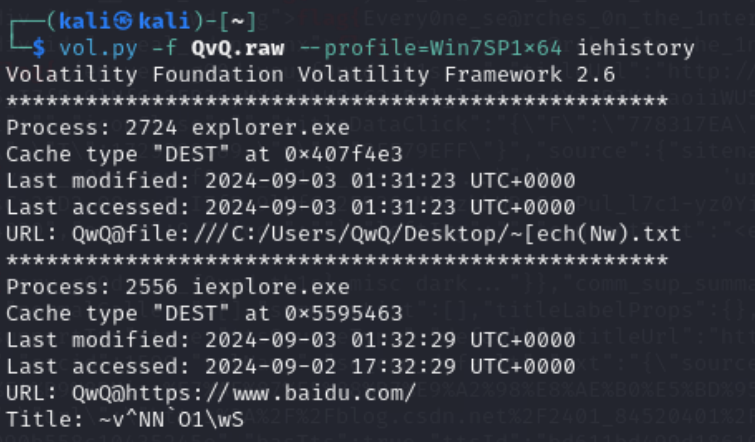 ┌──(kali㉿kali)-[~]
└─$ vol.py -f QvQ.raw --profile=Win7SP1×64 iehistory
Volatility Foundation Volatility Framework 2.6
**************************************************
Process: 2724 explorer.exe
Cache type "DEST" at 0×407f4e3
Last modified: 2024-09-03 01:31:23 UTC+0000
Last accessed: 2024-09-03 01:31:23 UTC+0000
URL: QwQ@file:///C:/Users/QwQ/Desktop/~[ech(Nw).txt
**************************************************
Process: 2556 iexplore.exe
Cache type "DEST" at 0×5595463
Last modified: 2024-09-03 01:32:29 UTC+0000
Last accessed: 2024-09-02 17:32:29 UTC+0000
URL: QwQ@https://www.baidu.com/
Title: ~v^NN`O1\wS